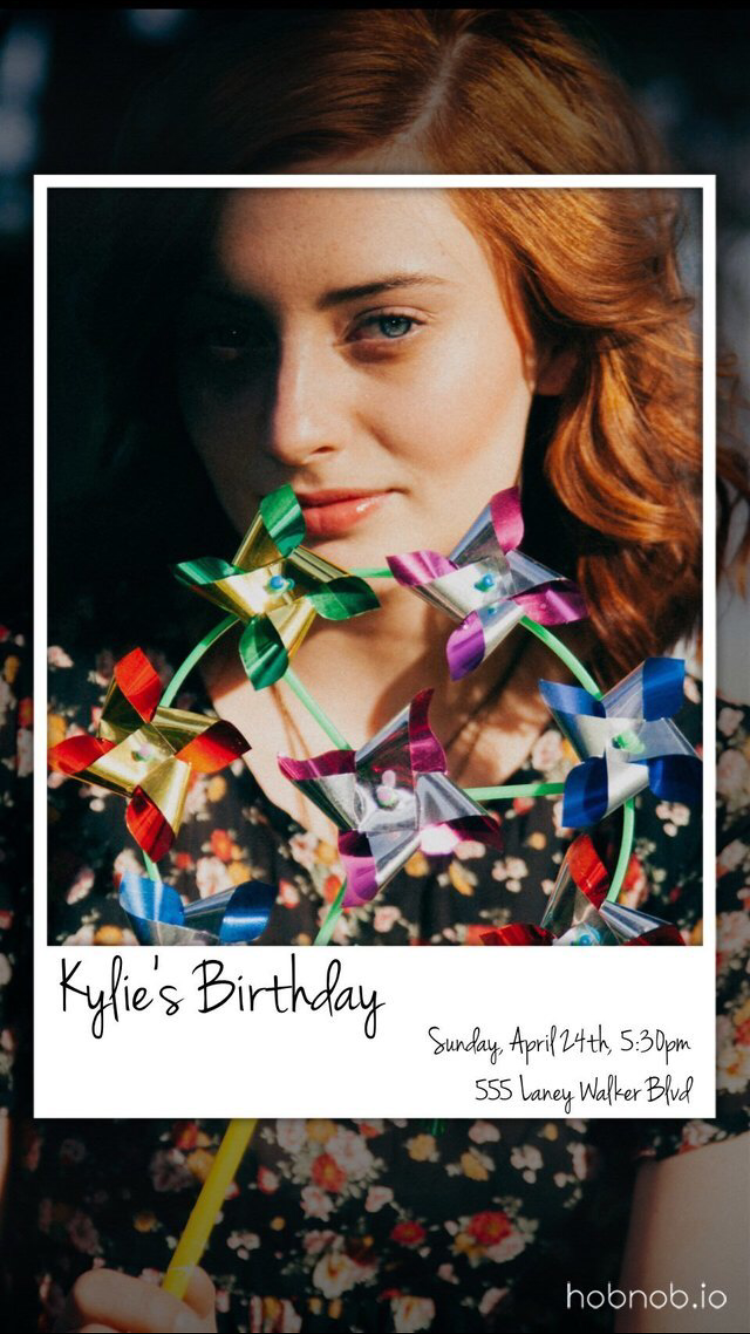 Kylie's Birthday
Sunday, April 24th, 5:30pm
555 Laney Walker Blvd
hobnob.io